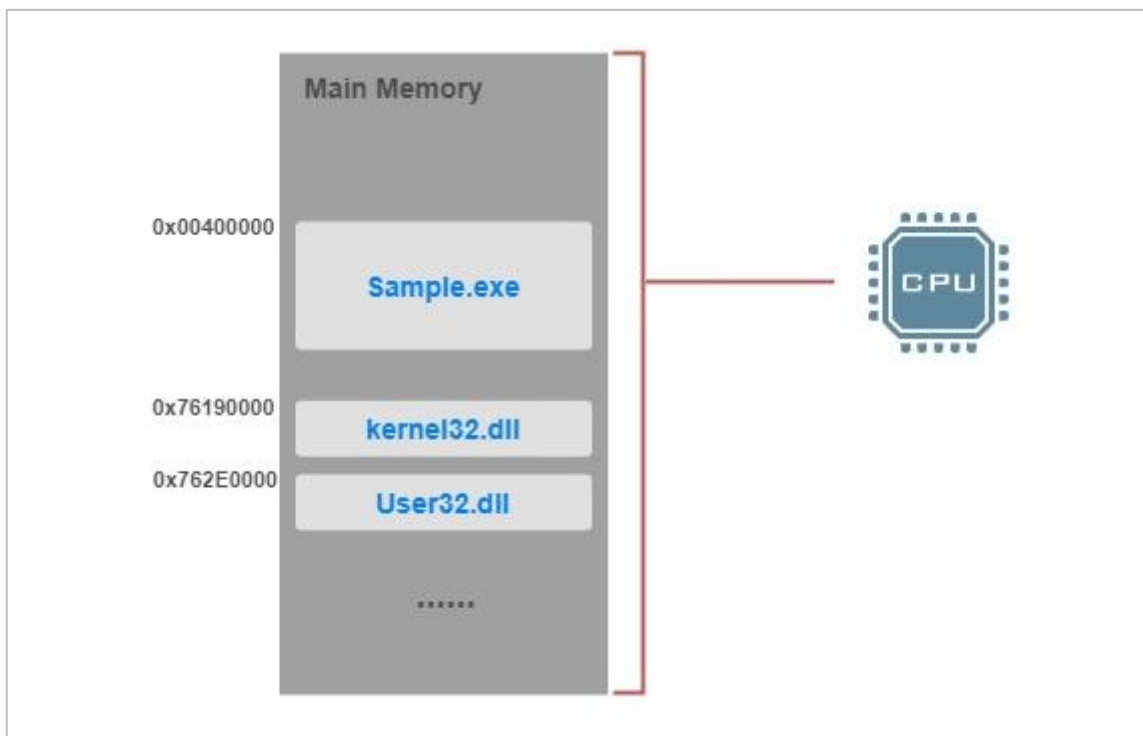 Main Memory
0x00400000
Sample.exe
CPU
0x76190000
kernel32.dll
0x762E0000
User32.dll
......